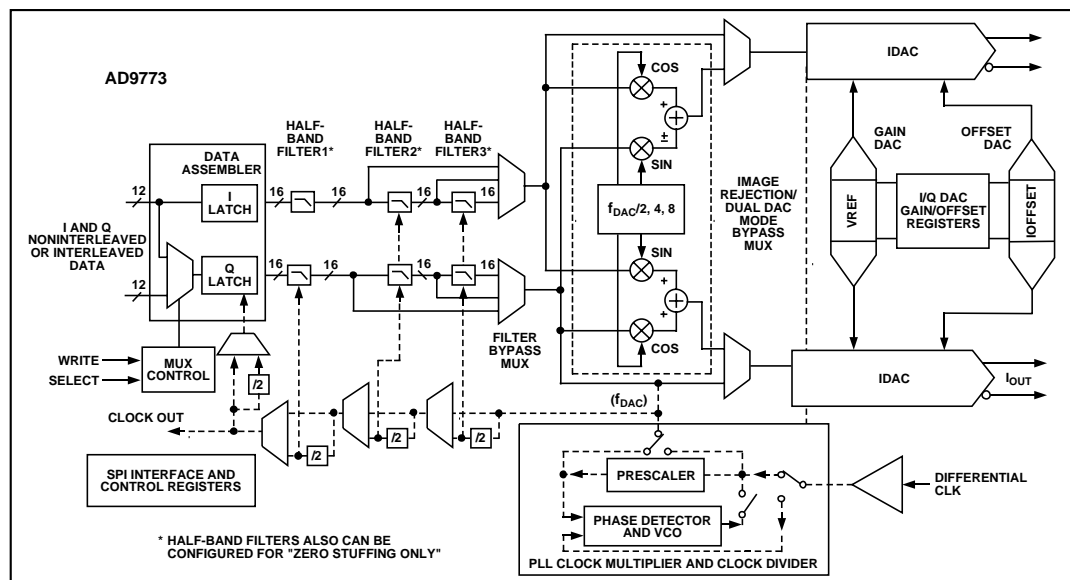 AD9773
HALF-
BAND
FILTER1*
HALF-
BAND
FILTER2*
HALF-
BAND
FILTER3*
DATA
ASSEMBLER
12
I
LATCH
16
16
16
16
I AND Q
NONINTERLEAVED
OR INTERLEAVED
DATA
12
Q
LATCH
16
16
16
16
FILTER
BYPASS
MUX
WRITE
SELECT
MUX
CONTROL
/2
CLOCK OUT
/2
/2
/2
SPI INTERFACE AND
CONTROL REGISTERS
* HALF-BAND FILTERS ALSO CAN BE
CONFIGURED FOR "ZERO STUFFING ONLY"
COS
+
±
SIN
fDAC/2, 4, 8
SIN
+
+
COS
IMAGE
REJECTION/
DUAL DAC
MODE
BYPASS
MUX
IDAC
GAIN
DAC
OFFSET
DAC
VREF
I/Q DAC
GAIN/OFFSET
REGISTERS
IOFFSET
IDAC
IOUT
(fDAC)
PRESCALER
PHASE DETECTOR
AND VCO
DIFFERENTIAL
CLK
PLL CLOCK MULTIPLIER AND CLOCK DIVIDER